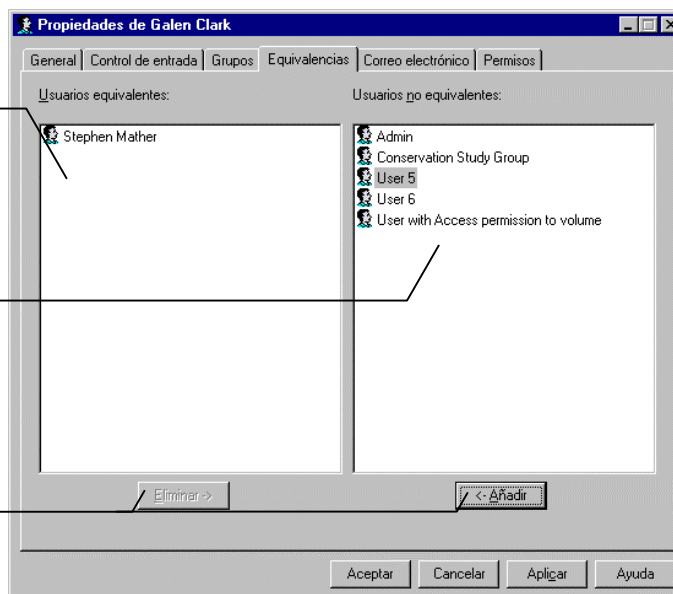 Propiedades de Galen Clark
General Control de entrada Grupos Equivalencias Correo electrónico Permisos
Usuarios equivalentes: Usuarios no equivalentes:
Stephen Mather
Admin
Conservation Study Group
User 5
User 6
User with Access permission to volume
Eliminar -> <- Añadir
Aceptar Cancelar Aplicar Ayuda